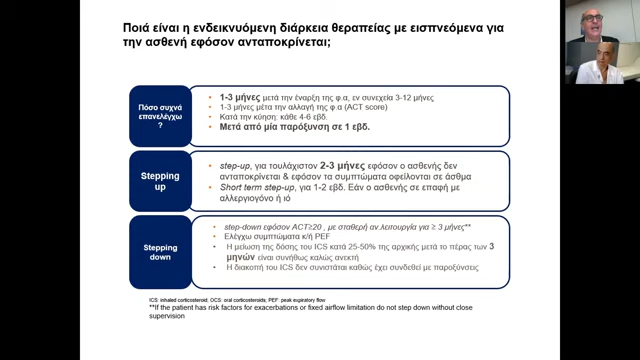 Ποιά είναι η ενδεικνυόμενη διάρκεια θεραπείας με εισπνεόμενα για
την ασθενή εφόσον ανταποκρίνεται;
Πόσο συχνά
επανελέγχω
?
1-3 μήνες μετά την έναρξη της φ.α, εν συνεχεία 3-12 μήνες
1-3 μήνες μέτα την αλλαγή της φ.α (ACT score)
Κατά την κύηση: κάθε 4-6 εβδ.
Μετά από μία παρόξυνση σε 1 εβδ.
Stepping
up
step-up, για τουλάχιστον 2-3 μήνες εφόσον ο ασθενής δεν
ανταποκρίνεται & εφόσον τα συμπτώματα οφείλονται σε άσθμα
Short term step-up, για 1-2 εβδ. Εάν ο ασθενής σε επαφή με
αλλεργιογόνο ή ιό
Stepping
down
step-down εφόσον ACT≥20 , με σταθερή αν.λειτουργία για ≥ 3 μήνες**
Ελέγχω συμπτώματα κ/ή PEF
Η μείωση της δόσης του ICS κατά 25-50% της αρχικής μετά το πέρας των 3
μηνών είναι συνήθως καλώς ανεκτή
Η διακοπή του ICS δεν συνιστάται καθώς έχει συνδεθεί με παροξύνσεις
ICS: inhaled corticosteroid; OCS: oral corticosteroids; PEF: peak expiratory flow
**If the patient has risk factors for exacerbations or fixed airflow limitation do not step down without close
supervision